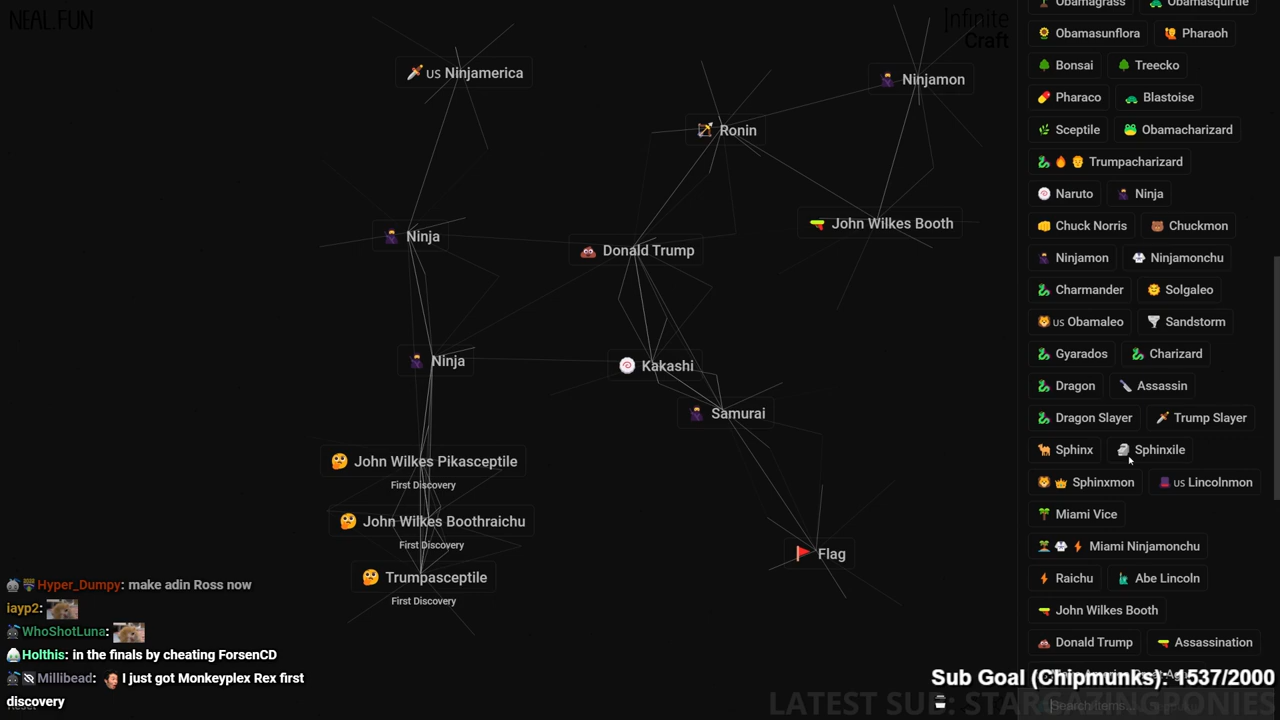 NEAL.FUN
Infinite
Craft
US Ninjamerica
Ninjamon
Ronin
John Wilkes Booth
Ninja
Donald Trump
Ninja
Kakashi
Samurai
John Wilkes Pikasceptile
First Discovery
John Wilkes Boothraichu
First Discovery
Trumpasceptile
First Discovery
Flag
Hyper_Dumpy: make adin Ross now
iayp2:
WhoShotLuna:
Holthis: in the finals by cheating ForsenCD
Millibead: I just got Monkeyplex Rex first
discovery
Reset
Obamagrass Obamasquirtle
Obamasunflora Pharaoh
Bonsai Treecko
Pharaco Blastoise
Sceptile Obamacharizard
Trumpacharizard
Naruto Ninja
Chuck Norris Chuckmon
Ninjamon Ninjamonchu
Charmander Solgaleo
US Obamaleo Sandstorm
Gyarados Charizard
Dragon Assassin
Dragon Slayer Trump Slayer
Sphinx Sphinxile
Sphinxmon US Lincolnmon
Miami Vice
Miami Ninjamonchu
Raichu Abe Lincoln
John Wilkes Booth
Donald Trump Assassination
Sub Goal (Chipmunks): 1537/2000
Search items...
LATEST SUB: STARGAZINGPONIES